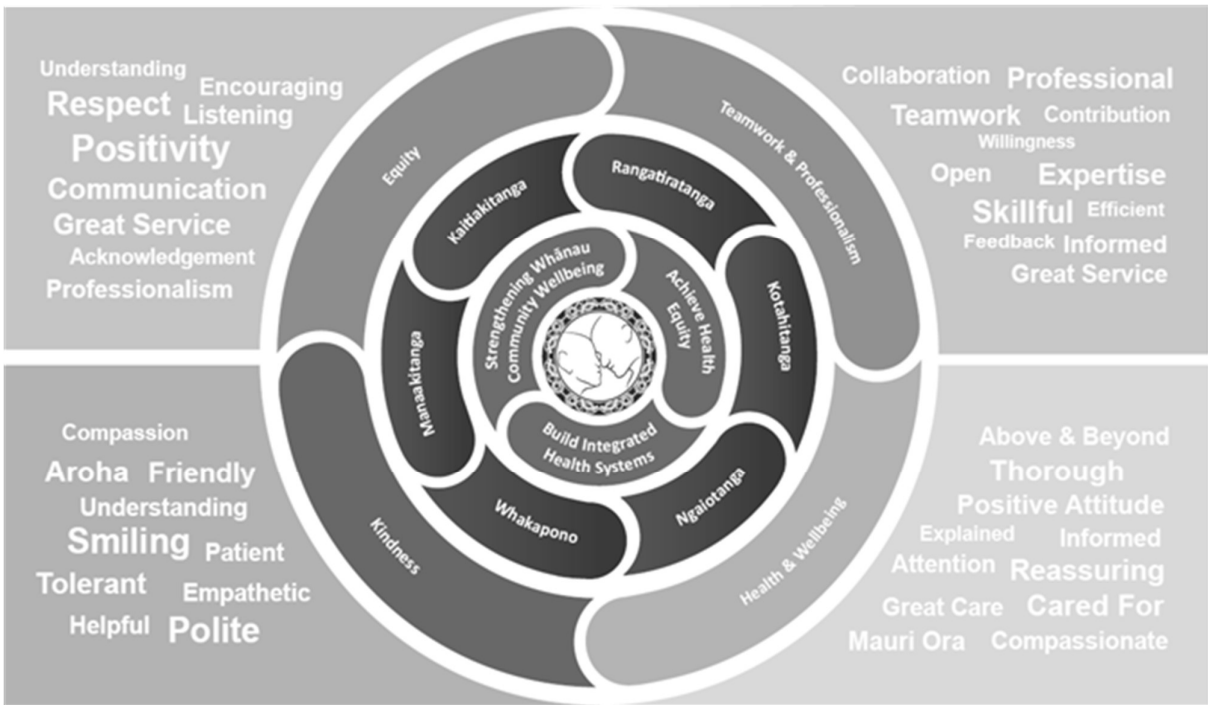 Understanding
Encouraging
Respect
Listening
Positivity
Communication
Great Service
Acknowledgement
Professionalism
Collaboration
Professional
Teamwork
Contribution
Willingness
Open
Expertise
Skillful
Efficient
Feedback
Informed
Great Service
Equity
Teamwork & Professionalism
Kaitiakitanga
Rangatiratanga
Manaakitanga
Kotahitanga
Whakapono
Ngaiotanga
Strengthening Whānau
Community Wellbeing
Achieve Health
Equity
Build Integrated
Health Systems
Kindness
Health & Wellbeing
Compassion
Aroha
Friendly
Understanding
Smiling
Patient
Tolerant
Empathetic
Helpful
Polite
Above & Beyond
Thorough
Positive Attitude
Explained
Informed
Attention
Reassuring
Great Care
Cared For
Mauri Ora
Compassionate